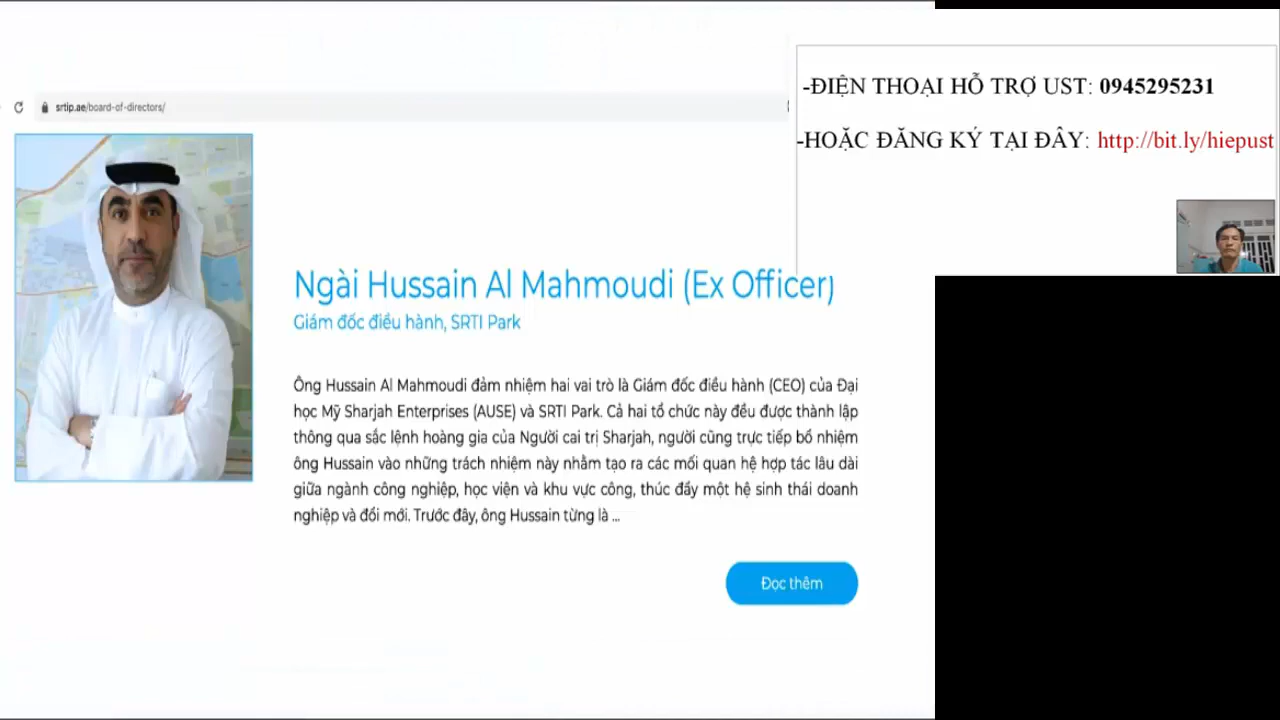 srtip.ae/board-of-directors/
-ĐIỆN THOẠI HỖ TRỢ UST: 0945295231
-HOẶC ĐĂNG KÝ TẠI ĐÂY: http://bit.ly/hiepust
Ngài Hussain Al Mahmoudi (Ex Officer)
Giám đốc điều hành, SRTI Park
Ông Hussain Al Mahmoudi đảm nhiệm hai vai trò là Giám đốc điều hành (CEO) của Đại
học Mỹ Sharjah Enterprises (AUSE) và SRTI Park. Cả hai tổ chức này đều được thành lập
thông qua sắc lệnh hoàng gia của Người cai trị Sharjah, người cũng trực tiếp bổ nhiệm
ông Hussain vào những trách nhiệm này nhằm tạo ra các mối quan hệ hợp tác lâu dài
giữa ngành công nghiệp, học viện và khu vực công, thúc đẩy một hệ sinh thái doanh
nghiệp và đổi mới. Trước đây, ông Hussain từng là ...
Đọc thêm